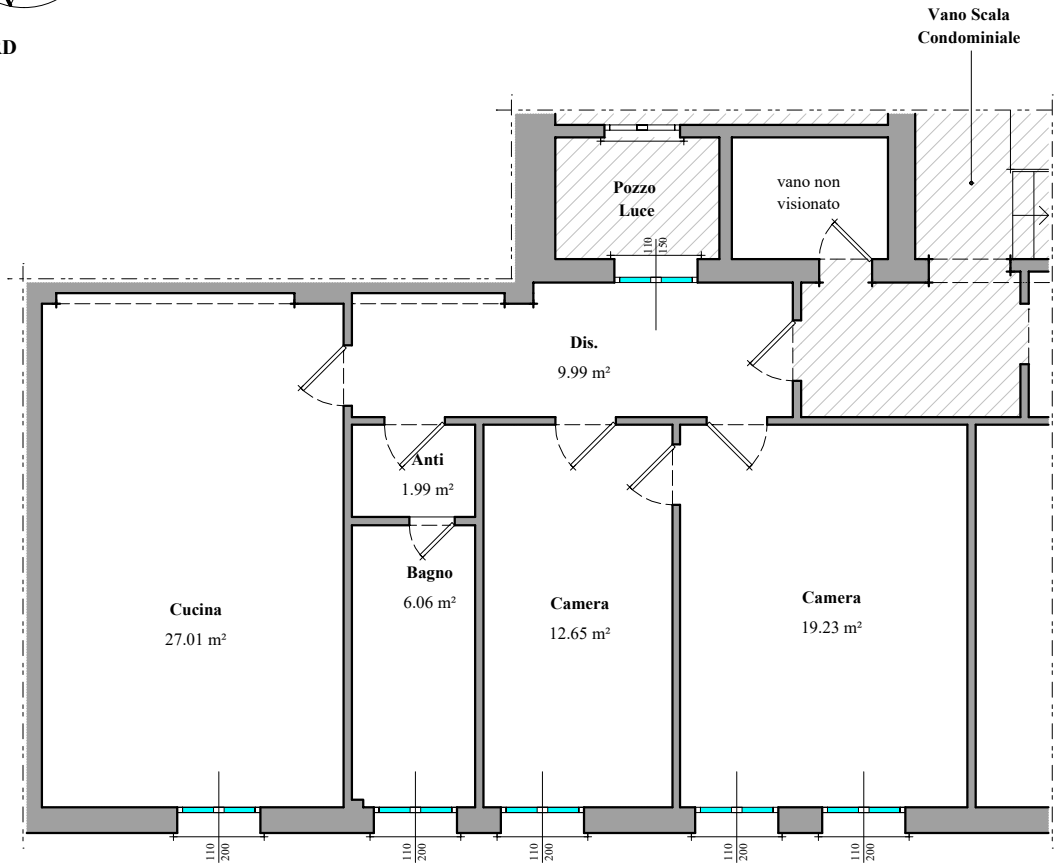 Vano Scala
Condominiale
RD
vano non
visionato
Pozzo
Luce
110
150
Dis.
9.99 m²
Anti
1.99 m²
Bagno
6.06 m²
Cucina
27.01 m²
Camera
12.65 m²
Camera
19.23 m²
110
200
110
200
110
200
110
200
110
200